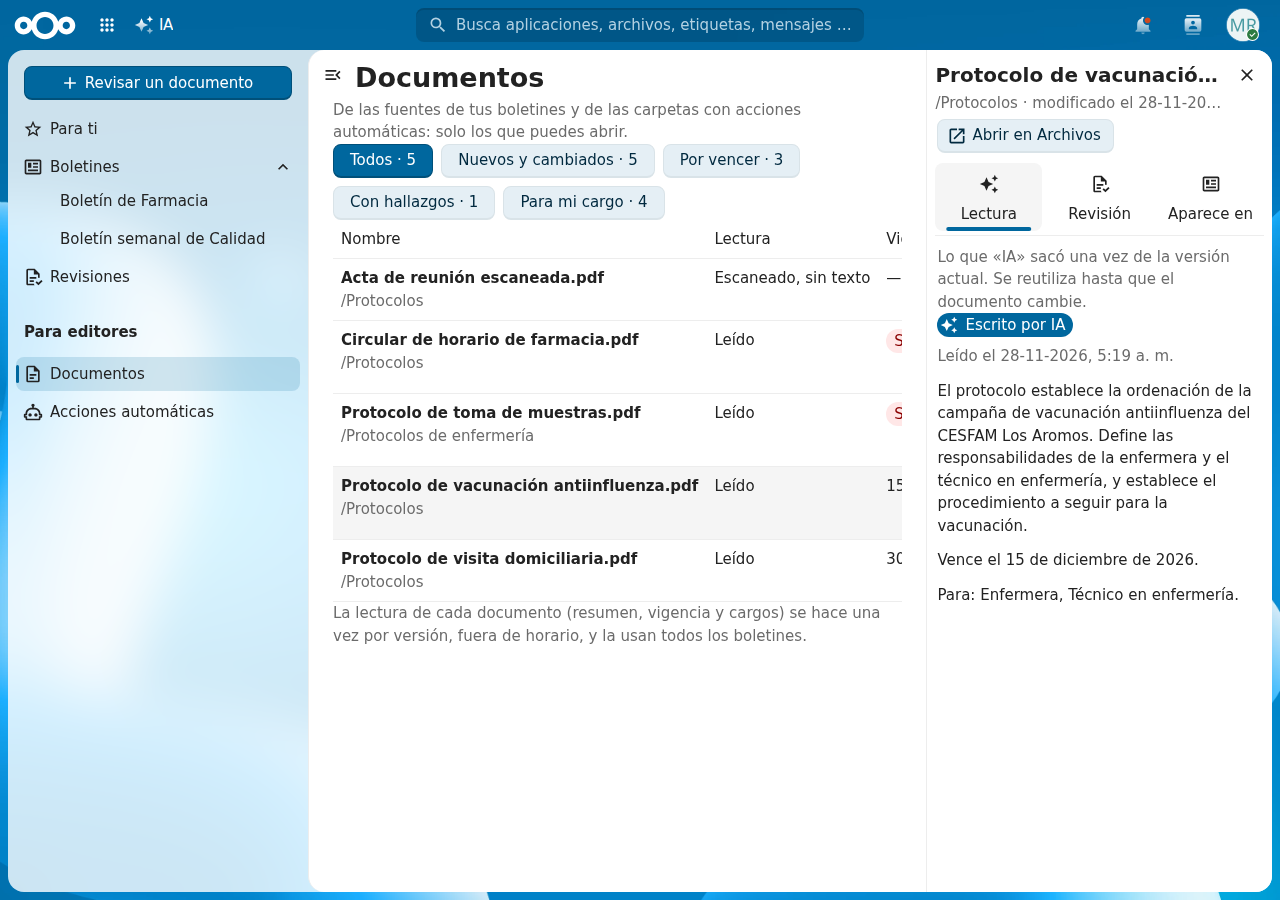 IA
Busca aplicaciones, archivos, etiquetas, mensajes …
MR
Revisar un documento
Para ti
Boletines
Boletín de Farmacia
Boletín semanal de Calidad
Revisiones
Para editores
Documentos
Acciones automáticas
Documentos
De las fuentes de tus boletines y de las carpetas con acciones
automáticas: solo los que puedes abrir.
Todos · 5
Nuevos y cambiados · 5
Por vencer · 3
Con hallazgos · 1
Para mi cargo · 4
Nombre Lectura
Acta de reunión escaneada.pdf Escaneado, sin texto —
/Protocolos
Circular de horario de farmacia.pdf Leído S
/Protocolos
Protocolo de toma de muestras.pdf Leído S
/Protocolos de enfermería
Protocolo de vacunación antiinfluenza.pdf Leído 15
/Protocolos
Protocolo de visita domiciliaria.pdf Leído 30
/Protocolos
La lectura de cada documento (resumen, vigencia y cargos) se hace una
vez por versión, fuera de horario, y la usan todos los boletines.
Protocolo de vacunació…
/Protocolos · modificado el 28-11-20…
Abrir en Archivos
Lectura
Revisión
Aparece en
Lo que «IA» sacó una vez de la versión
actual. Se reutiliza hasta que el
documento cambie.
Escrito por IA
Leído el 28-11-2026, 5:19 a. m.
El protocolo establece la ordenación de la
campaña de vacunación antiinfluenza del
CESFAM Los Aromos. Define las
responsabilidades de la enfermera y el
técnico en enfermería, y establece el
procedimiento a seguir para la
vacunación.
Vence el 15 de diciembre de 2026.
Para: Enfermera, Técnico en enfermería.